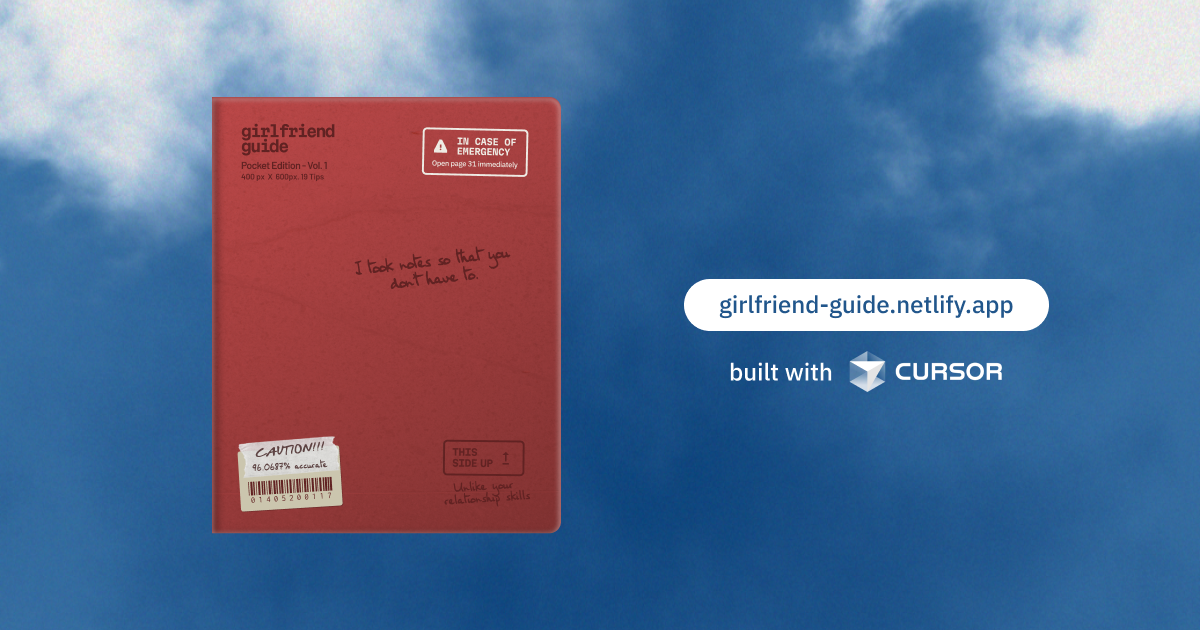 girlfriend
guide
Pocket Edition - Vol. 1
400 px X 600px, 19 Tips
IN CASE OF
EMERGENCY
Open page 31 immediately
I took notes so that you
don't have to.
CAUTION!!!
96.0687% accurate
01405200117
THIS
SIDE UP
Unlike your
relationship skills
girlfriend-guide.netlify.app
built with CURSOR